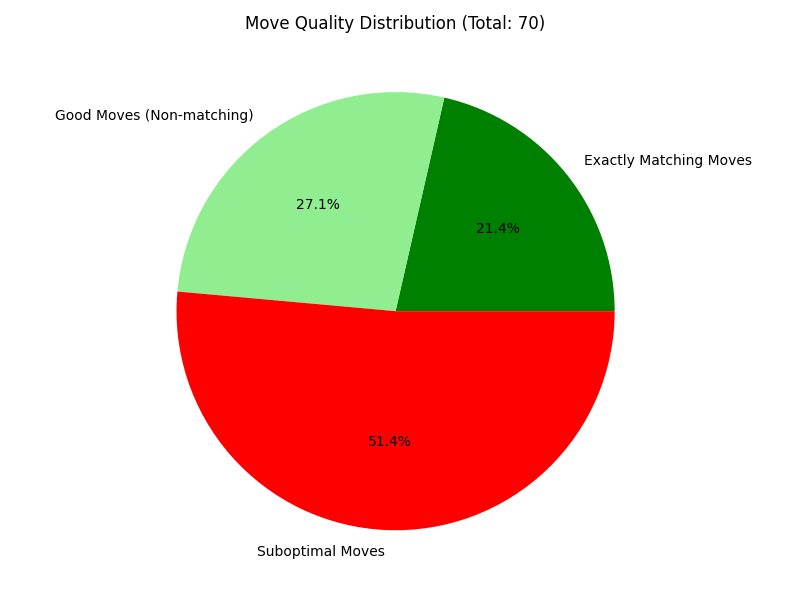 Move Quality Distribution (Total: 70)
Good Moves (Non-matching)
Exactly Matching Moves
27.1%
21.4%
51.4%
Suboptimal Moves